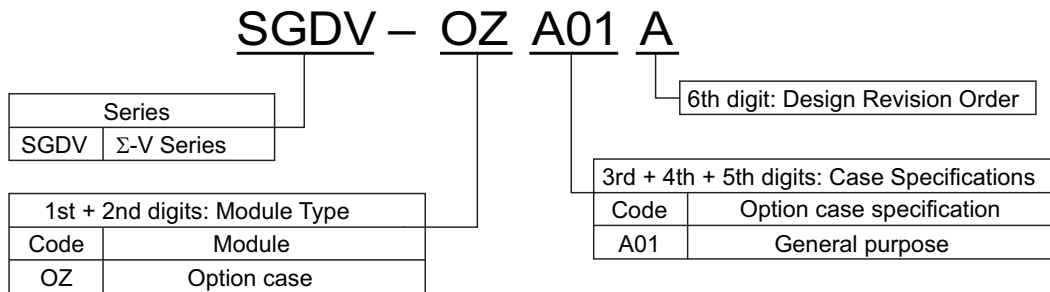 SGDV – OZ A01 A
6th digit: Design Revision Order
Series
SGDV Σ-V Series
3rd + 4th + 5th digits: Case Specifications
Code Option case specification
A01 General purpose
1st + 2nd digits: Module Type
Code Module
OZ Option case